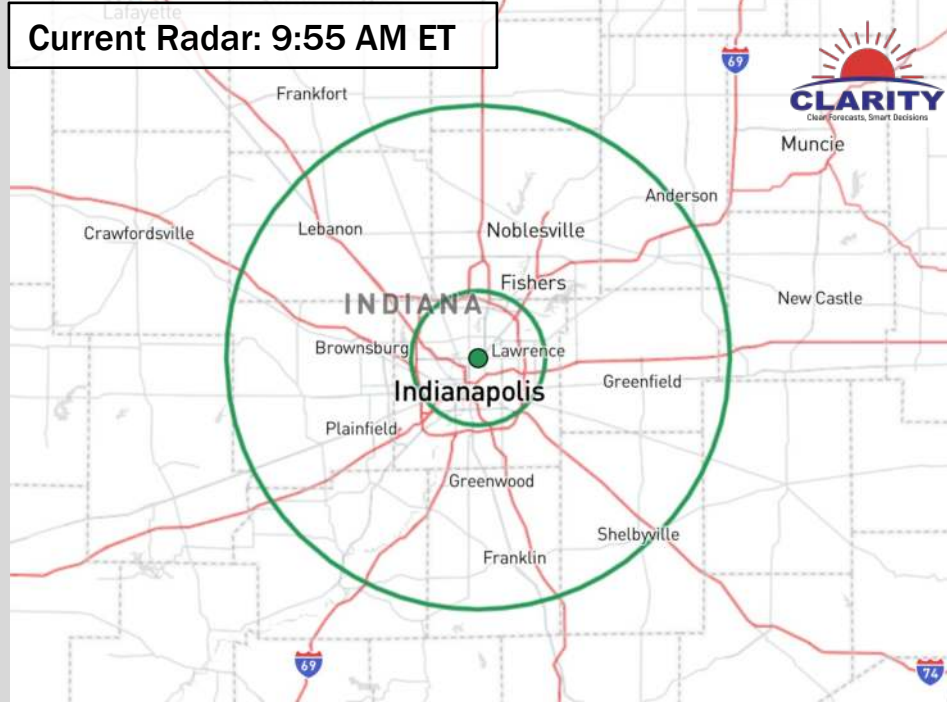 Lafayette
Current Radar: 9:55 AM ET
69
CLARITY
Clear Forecasts, Smart Decisions
Frankfort
Muncie
Anderson
Crawfordsville
Lebanon
Noblesville
Fishers
INDIANA
New Castle
Brownsburg
Lawrence
Indianapolis
Greenfield
Plainfield
Greenwood
Shelbyville
Franklin
69
74